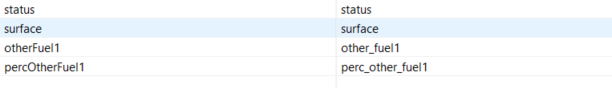 status status
surface surface
otherFuel1 other_fuel1
percOtherFuel1 perc_other_fuel1